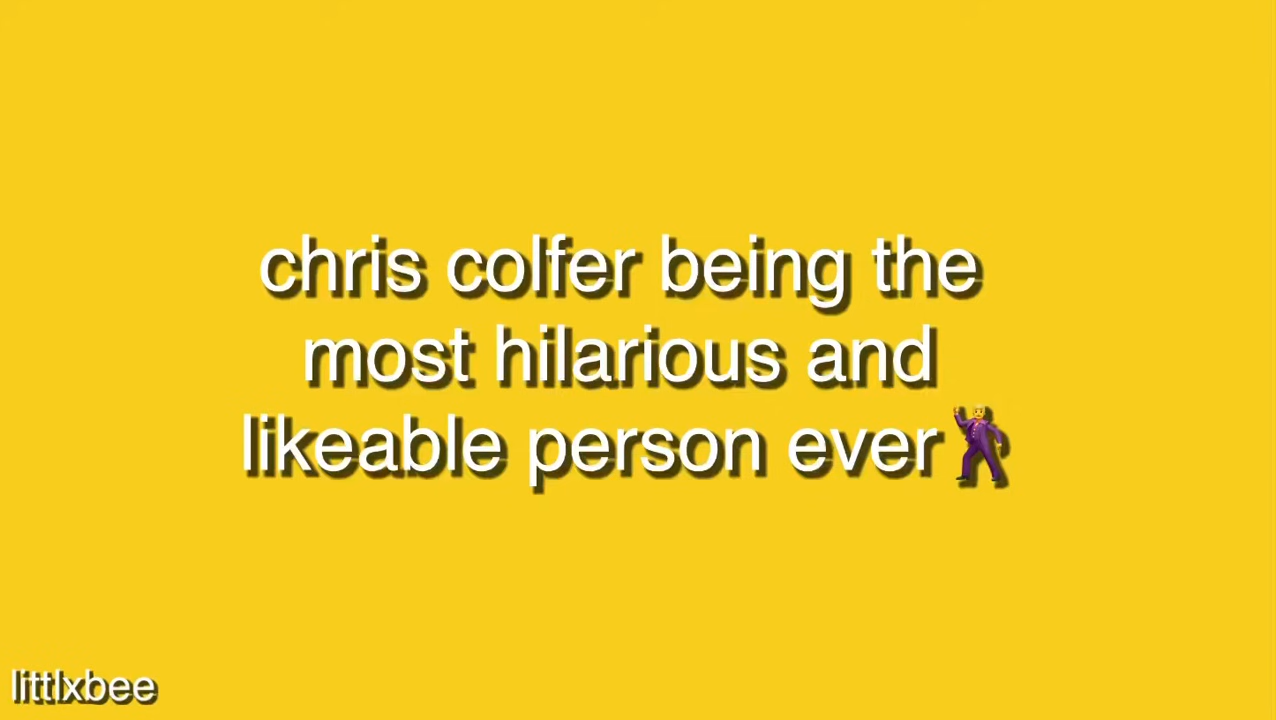 chris colfer being the
most hilarious and
likeable person ever🕺
littlxbee